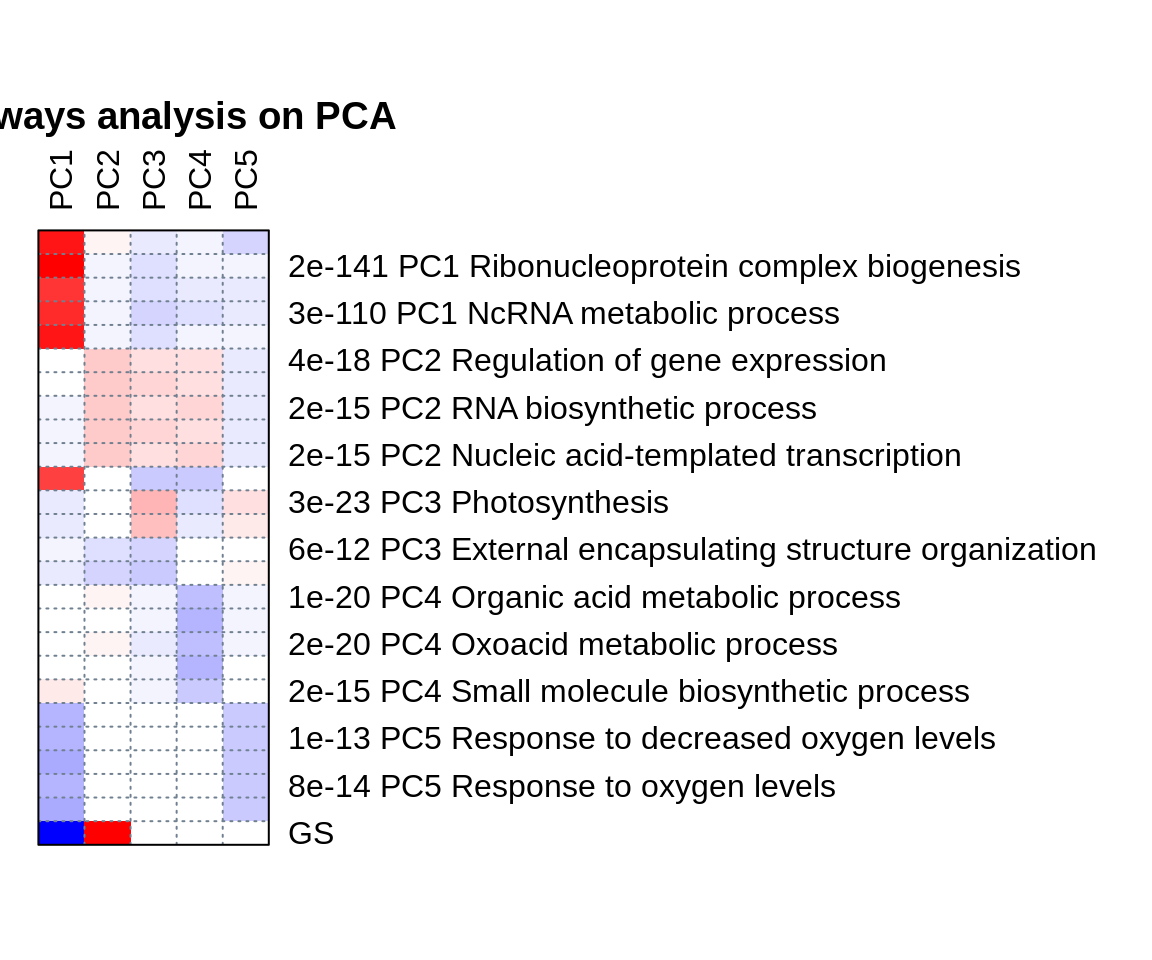 ways analysis on PCA
PC1 PC2 PC3 PC4 PC5
2e-141 PC1 Ribonucleoprotein complex biogenesis
3e-110 PC1 NcRNA metabolic process
4e-18 PC2 Regulation of gene expression
2e-15 PC2 RNA biosynthetic process
2e-15 PC2 Nucleic acid-templated transcription
3e-23 PC3 Photosynthesis
6e-12 PC3 External encapsulating structure organization
1e-20 PC4 Organic acid metabolic process
2e-20 PC4 Oxoacid metabolic process
2e-15 PC4 Small molecule biosynthetic process
1e-13 PC5 Response to decreased oxygen levels
8e-14 PC5 Response to oxygen levels
GS